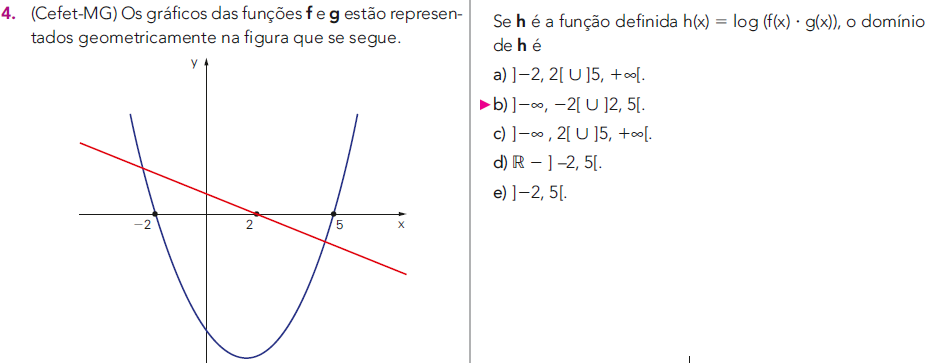 4. (Cefet-MG) Os gráficos das funções f e g estão represen-
tados geometricamente na figura que se segue.
y
−2
2
5
x
Se h é a função definida h(x) = log (f(x) · g(x)), o domínio
de h é
a) ]−2, 2[ ∪ ]5, +∞[.
▶b) ]−∞, −2[ ∪ ]2, 5[.
c) ]−∞ , 2[ ∪ ]5, +∞[.
d) ℝ − ] –2, 5[.
e) ]−2, 5[.